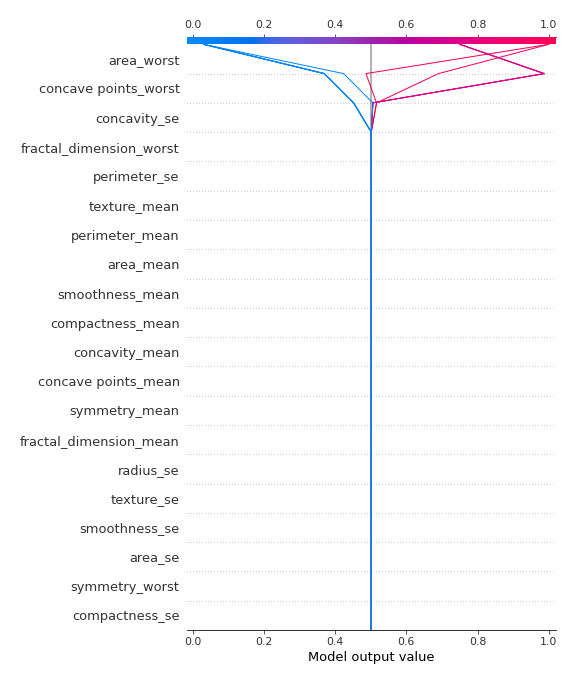 0.0 0.2 0.4 0.6 0.8 1.0
area_worst
concave points_worst
concavity_se
fractal_dimension_worst
perimeter_se
texture_mean
perimeter_mean
area_mean
smoothness_mean
compactness_mean
concavity_mean
concave points_mean
symmetry_mean
fractal_dimension_mean
radius_se
texture_se
smoothness_se
area_se
symmetry_worst
compactness_se
0.0 0.2 0.4 0.6 0.8 1.0
Model output value